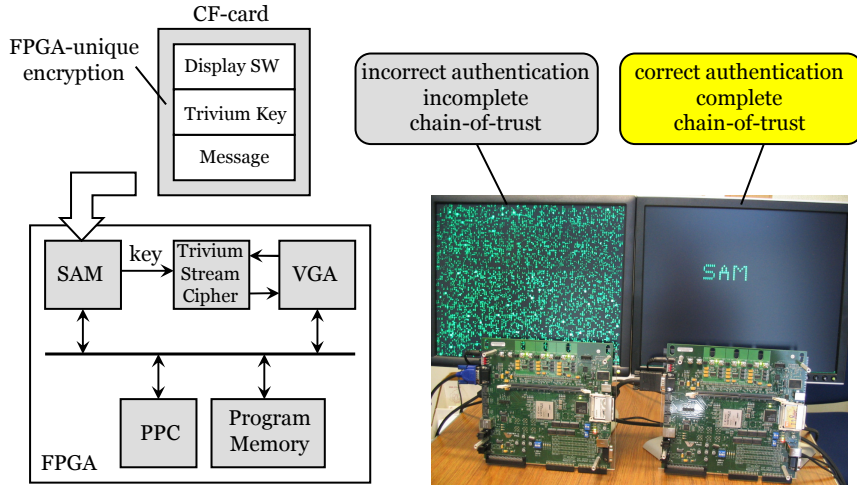 CF-card
FPGA-unique
encryption
Display SW
Trivium Key
Message
SAM
key
Trivium
Stream
Cipher
VGA
PPC
Program
Memory
FPGA
incorrect authentication
incomplete
chain-of-trust
correct authentication
complete
chain-of-trust
SAM